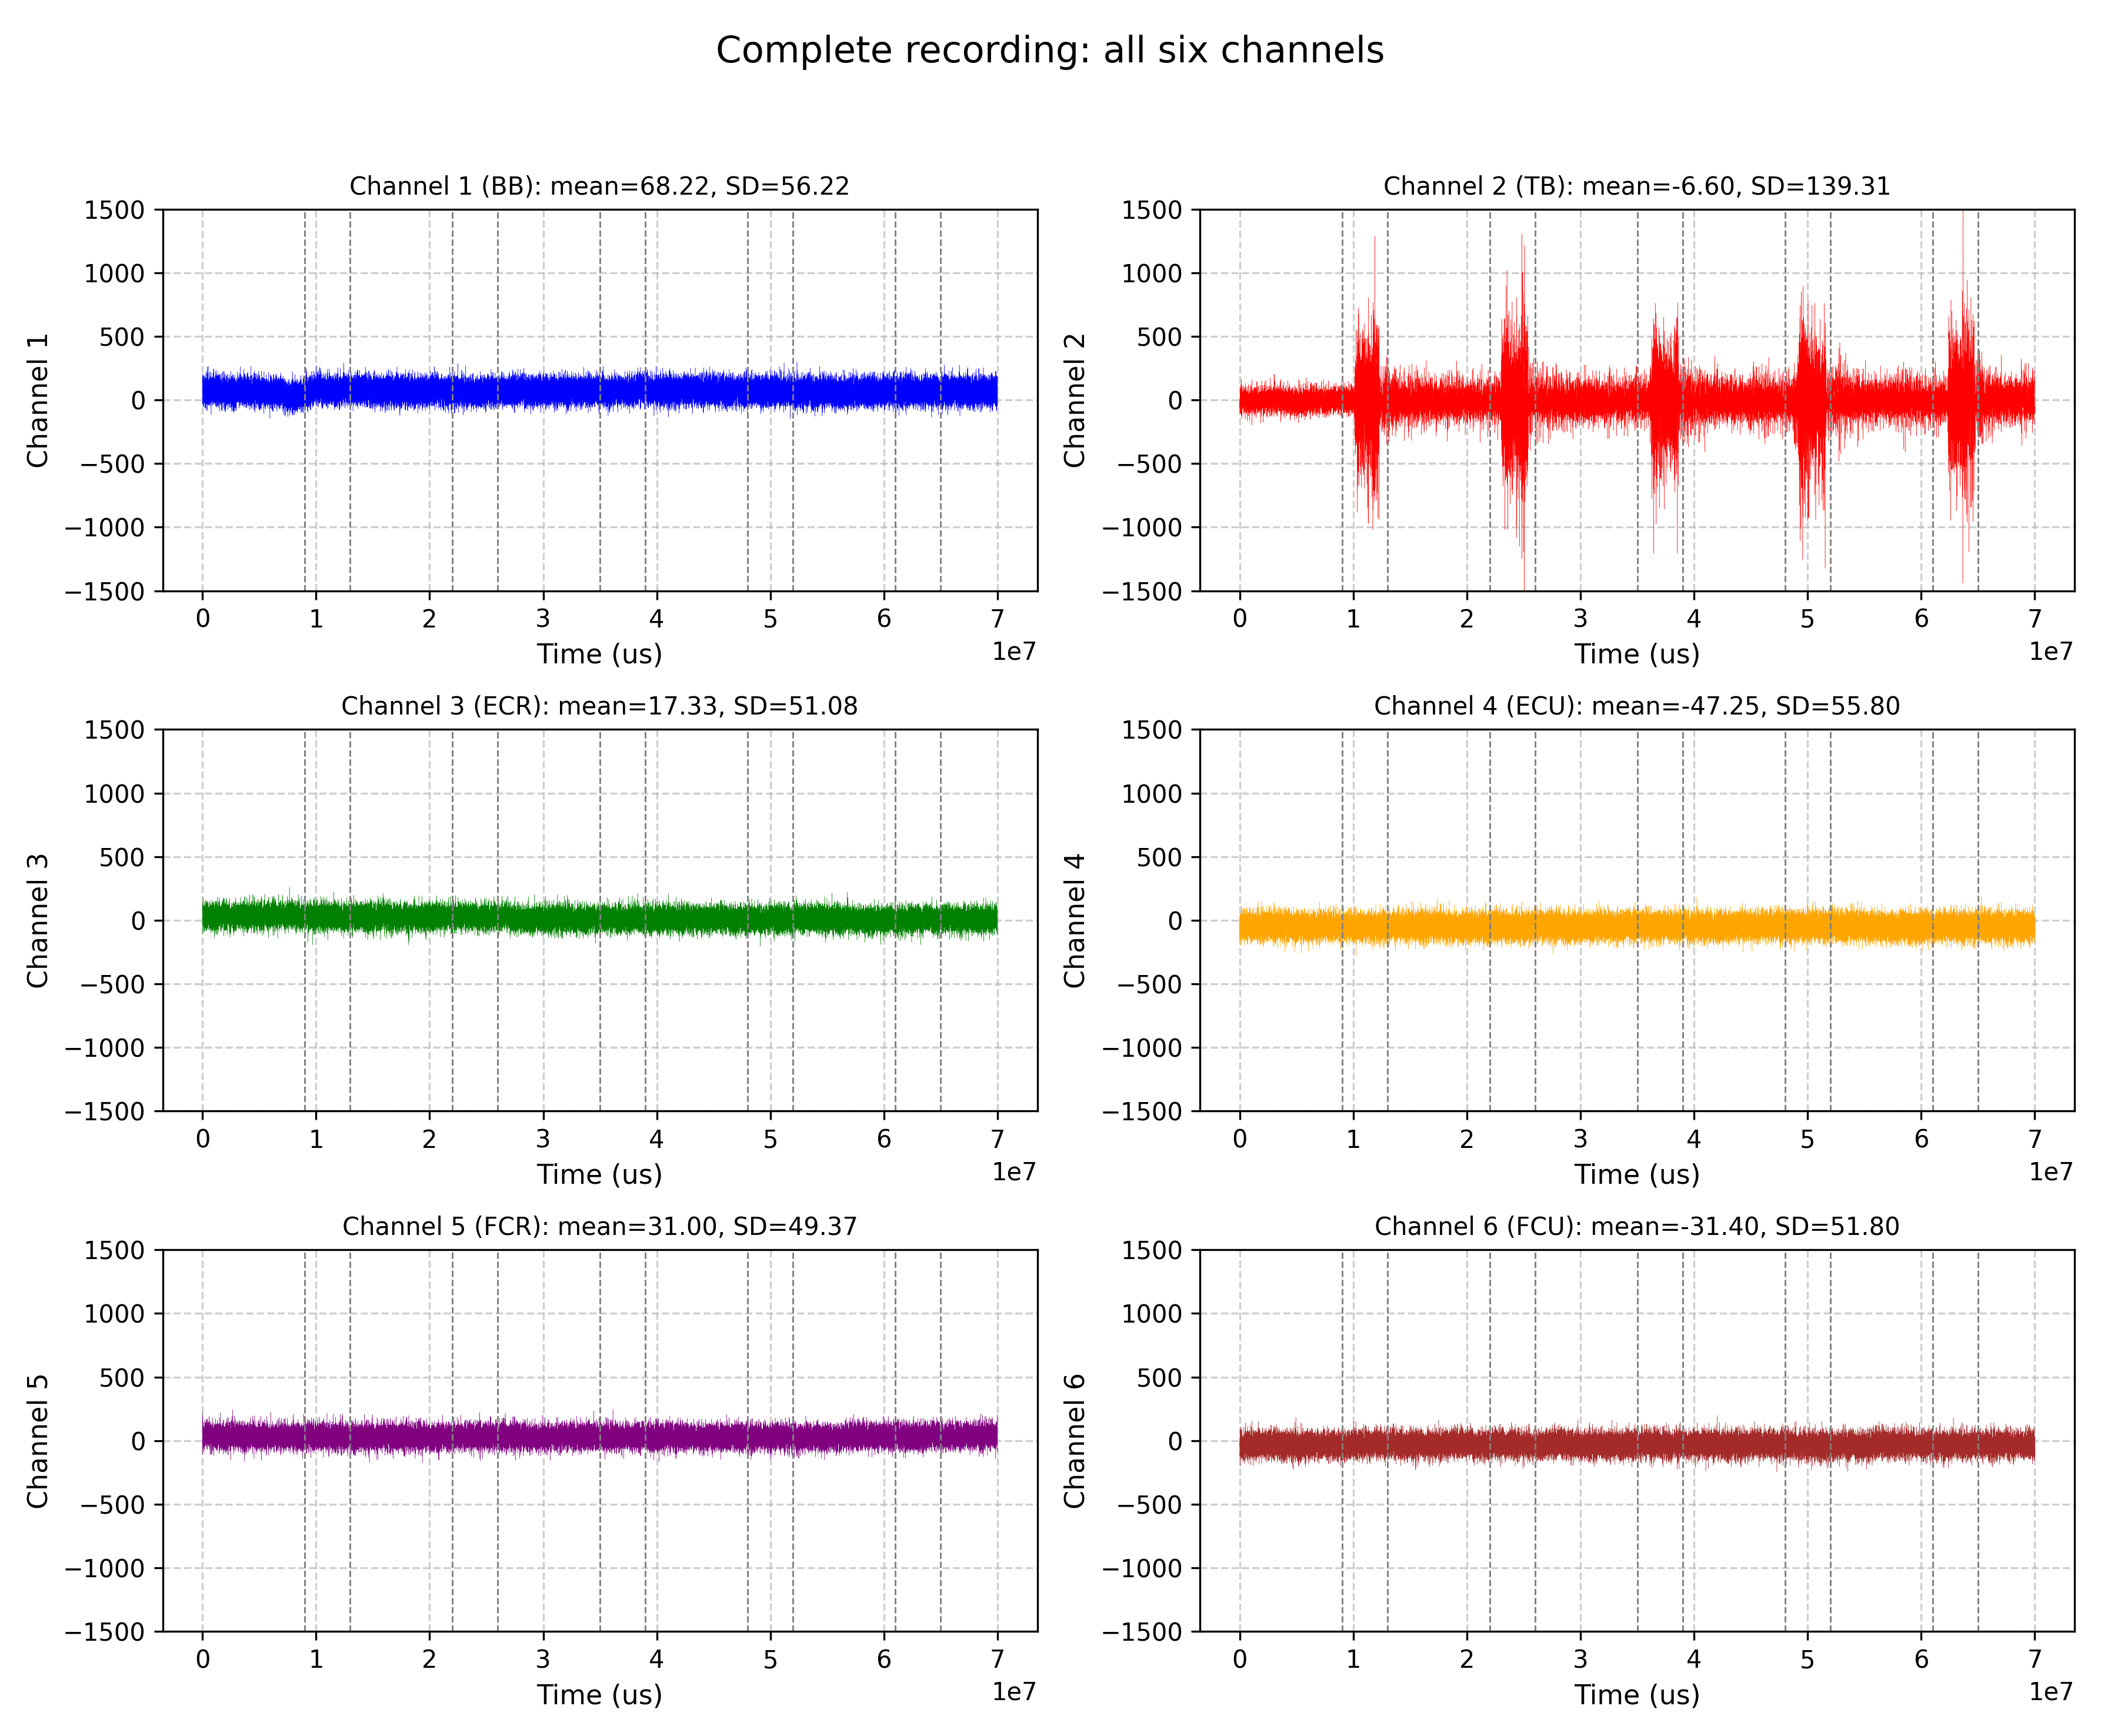 Complete recording: all six channels
Channel 1 (BB): mean=68.22, SD=56.22
Channel 1
1500
1000
500
0
−500
−1000
−1500
0 1 2 3 4 5 6 7
Time (us)
1e7
Channel 2 (TB): mean=-6.60, SD=139.31
Channel 2
1500
1000
500
0
−500
−1000
−1500
0 1 2 3 4 5 6 7
Time (us)
1e7
Channel 3 (ECR): mean=17.33, SD=51.08
Channel 3
1500
1000
500
0
−500
−1000
−1500
0 1 2 3 4 5 6 7
Time (us)
1e7
Channel 4 (ECU): mean=-47.25, SD=55.80
Channel 4
1500
1000
500
0
−500
−1000
−1500
0 1 2 3 4 5 6 7
Time (us)
1e7
Channel 5 (FCR): mean=31.00, SD=49.37
Channel 5
1500
1000
500
0
−500
−1000
−1500
0 1 2 3 4 5 6 7
Time (us)
1e7
Channel 6 (FCU): mean=-31.40, SD=51.80
Channel 6
1500
1000
500
0
−500
−1000
−1500
0 1 2 3 4 5 6 7
Time (us)
1e7